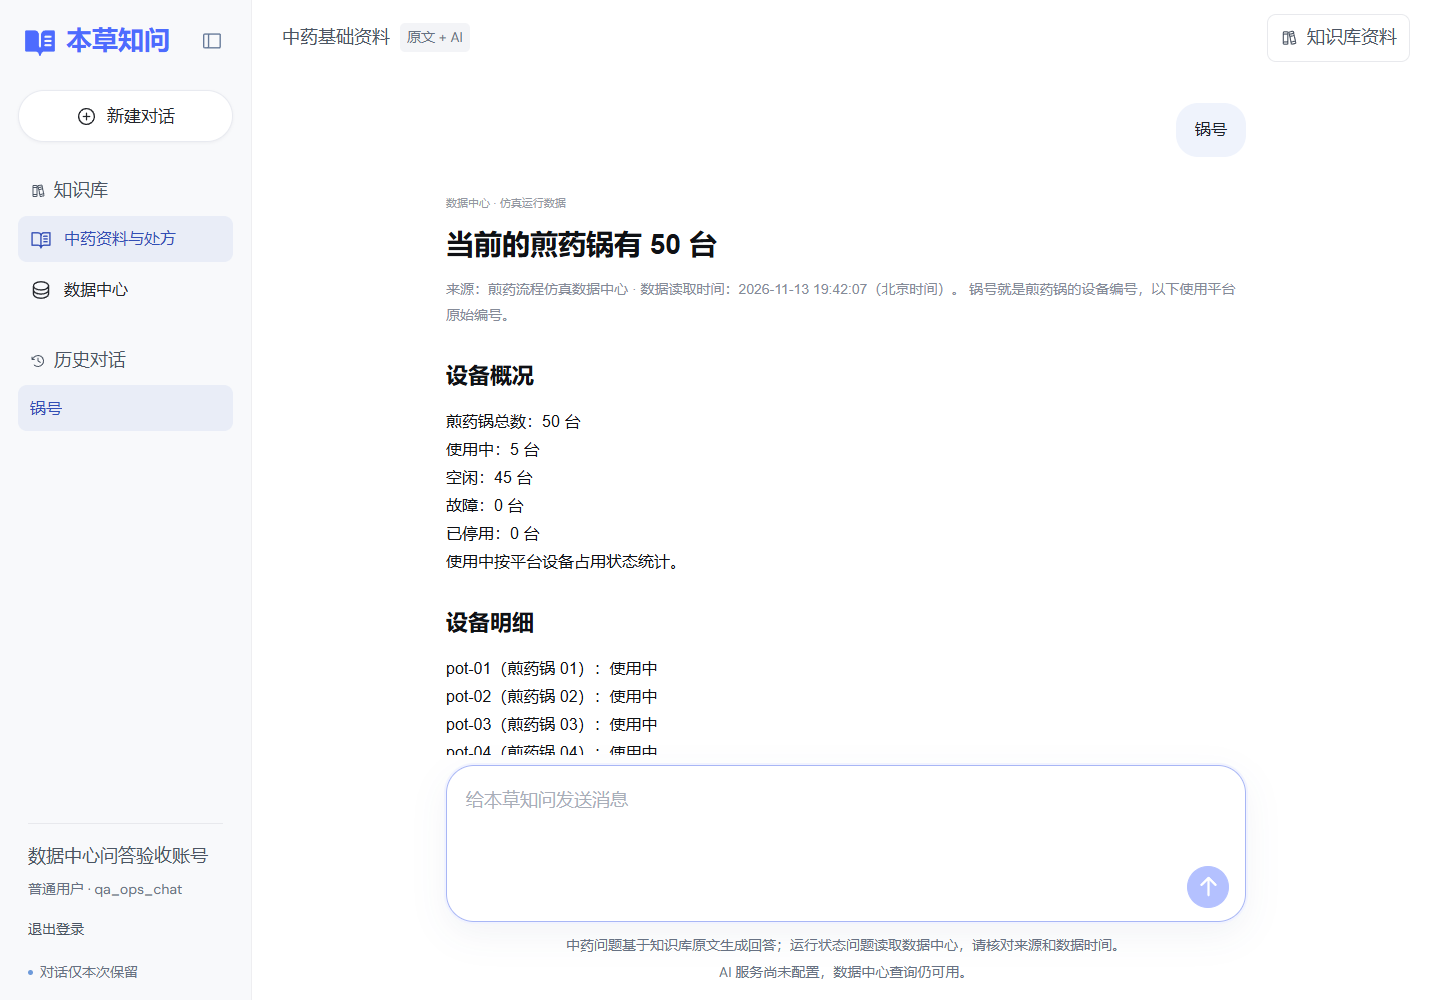 本草知问
新建对话
知识库
中药资料与处方
数据中心
历史对话
锅号
数据中心问答验收账号
普通用户 · qa_ops_chat
退出登录
对话仅本次保留
中药基础资料
原文 + AI
知识库资料
锅号
数据中心 · 仿真运行数据
当前的煎药锅有 50 台
来源：煎药流程仿真数据中心 · 数据读取时间：2026-11-13 19:42:07（北京时间）。 锅号就是煎药锅的设备编号，以下使用平台
原始编号。
设备概况
煎药锅总数：50 台
使用中：5 台
空闲：45 台
故障：0 台
已停用：0 台
使用中按平台设备占用状态统计。
设备明细
pot-01（煎药锅 01）：使用中
pot-02（煎药锅 02）：使用中
pot-03（煎药锅 03）：使用中
pot-04（煎药锅 04）：使用中
给本草知问发送消息
中药问题基于知识库原文生成回答；运行状态问题读取数据中心，请核对来源和数据时间。
AI 服务尚未配置，数据中心查询仍可用。